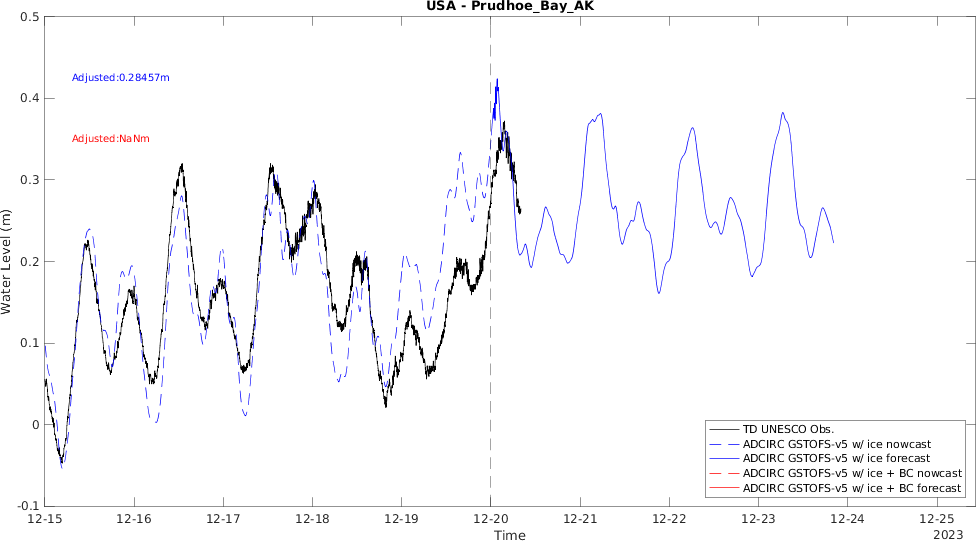 USA - Prudhoe_Bay_AK
0.5
Adjusted:0.28457m
0.4
Adjusted:NaNm
0.3
0.2
0.1
0
-0.1
Water Level (m)
TD UNESCO Obs.
ADCIRC GSTOFS-v5 w/ ice nowcast
ADCIRC GSTOFS-v5 w/ ice forecast
ADCIRC GSTOFS-v5 w/ ice + BC nowcast
ADCIRC GSTOFS-v5 w/ ice + BC forecast
12-15 12-16 12-17 12-18 12-19 12-20 12-21 12-22 12-23 12-24 12-25
Time
2023